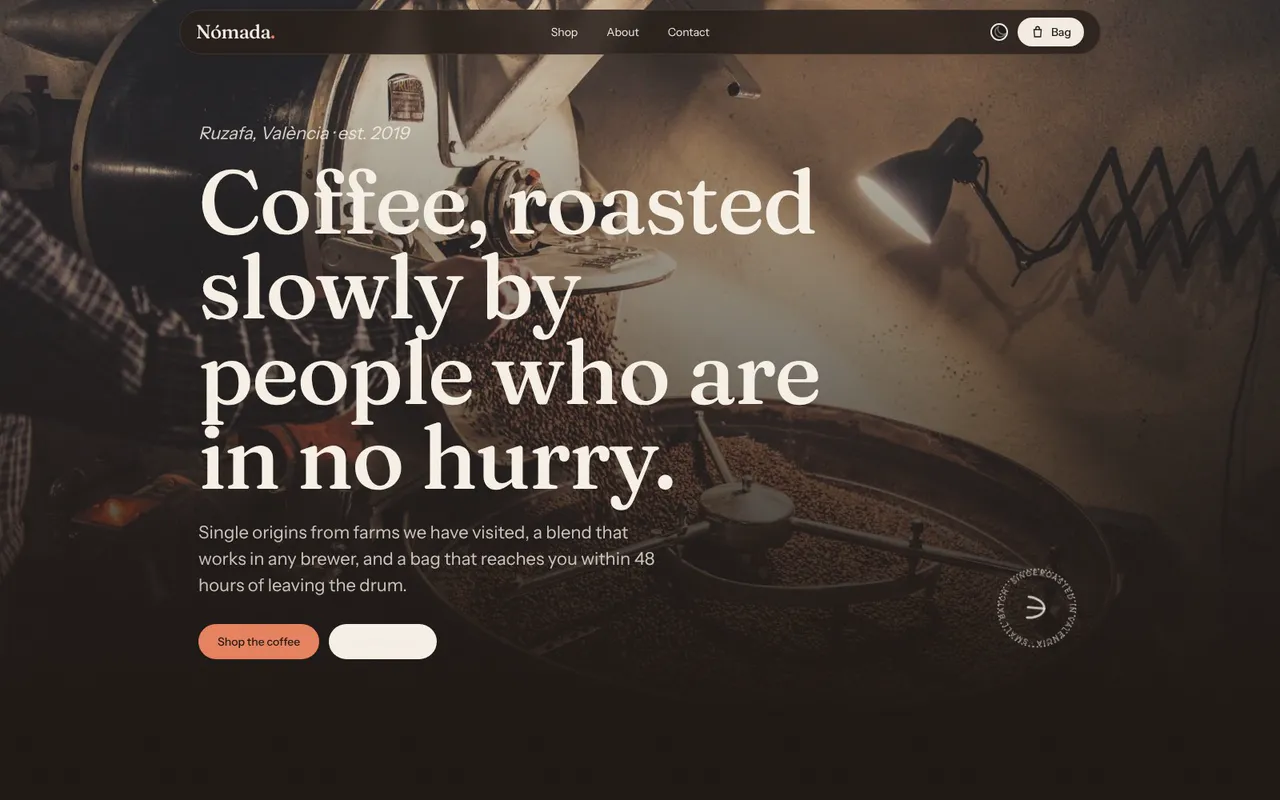 Nómada.
Shop
About
Contact
Bag
Ruzafa, València · est. 2019
Coffee, roasted
slowly by
people who are
in no hurry.
Single origins from farms we have visited, a blend that
works in any brewer, and a bag that reaches you within 48
hours of leaving the drum.
Shop the coffee